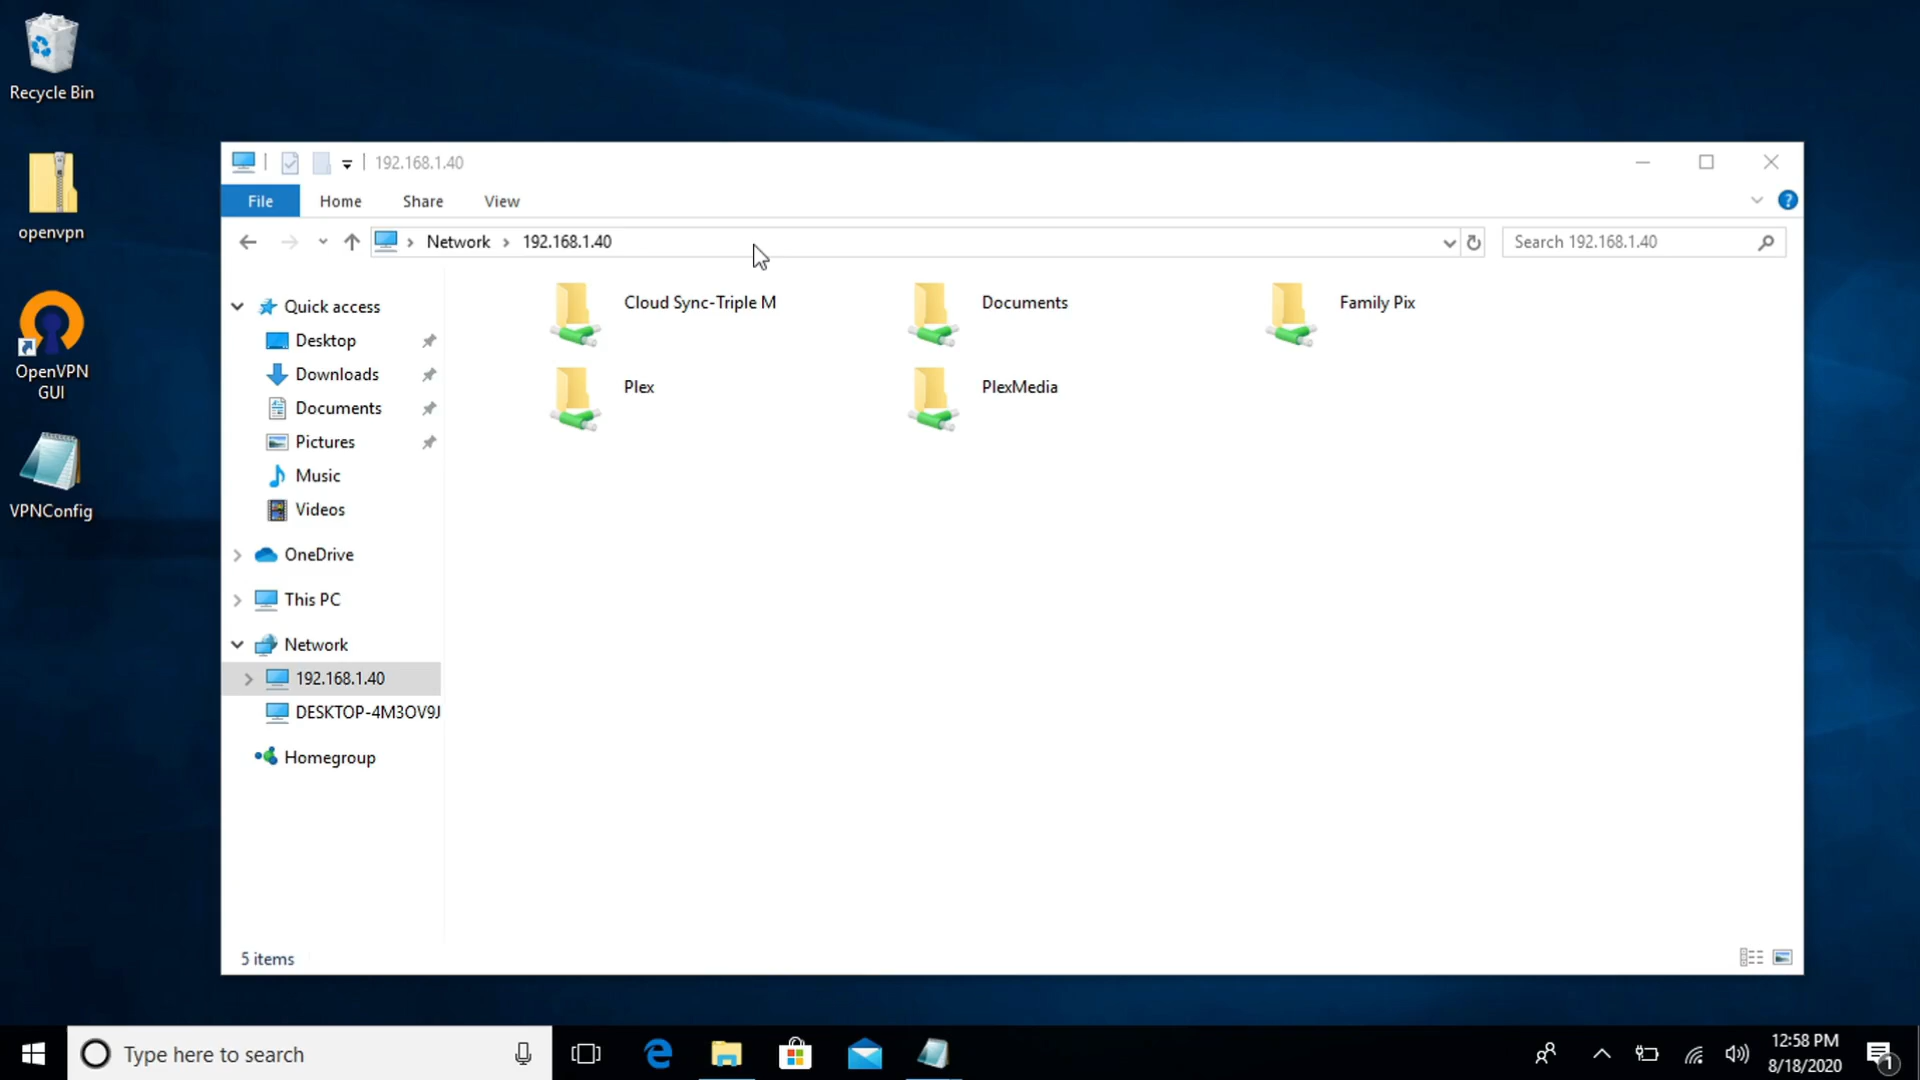 Recycle Bin
openvpn
OpenVPN
GUI
VPNConfig
192.168.1.40
File Home Share View
?
Network 192.168.1.40
Search 192.168.1.40
Quick access
Desktop
Downloads
Documents
Pictures
Music
Videos
OneDrive
This PC
Network
192.168.1.40
DESKTOP-4M3OV9J
Homegroup
Cloud Sync-Triple M
Documents
Family Pix
Plex
PlexMedia
5 items
Type here to search
12:58 PM
8/18/2020
1